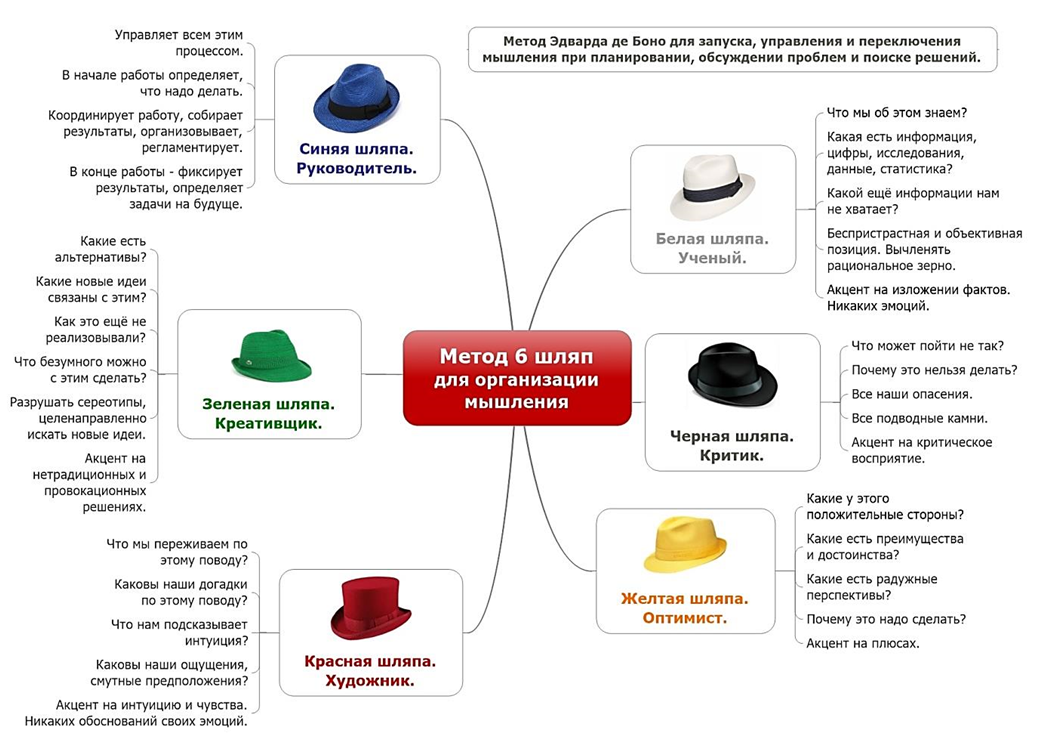 Метод Эдварда де Боно для запуска, управления и переключения
мышления при планировании, обсуждении проблем и поиске решений.
Метод 6 шляп
для организации
мышления
Синяя шляпа.
Руководитель.
Управляет всем этим
процессом.
В начале работы определяет,
что надо делать.
Координирует работу, собирает
результаты, организовывает,
регламентирует.
В конце работы - фиксирует
результаты, определяет
задачи на будуще.
Белая шляпа.
Ученый.
Что мы об этом знаем?
Какая есть информация,
цифры, исследования,
данные, статистика?
Какой ещё информации нам
не хватает?
Беспристрастная и объективная
позиция. Вычленять
рациональное зерно.
Акцент на изложении фактов.
Никаких эмоций.
Зеленая шляпа.
Креативщик.
Какие есть
альтернативы?
Какие новые идеи
связаны с этим?
Как это ещё не
реализовывали?
Что безумного можно
с этим сделать?
Разрушать сереотипы,
целенаправленно
искать новые идеи.
Акцент на
нетрадиционных и
провокационных
решениях.
Черная шляпа.
Критик.
Что может пойти не так?
Почему это нельзя делать?
Все наши опасения.
Все подводные камни.
Акцент на критическое
восприятие.
Красная шляпа.
Художник.
Что мы переживаем по
этому поводу?
Каковы наши догадки
по этому поводу?
Что нам подсказывает
интуиция?
Каковы наши ощущения,
смутные предположения?
Акцент на интуицию и чувства.
Никаких обоснований своих эмоций.
Желтая шляпа.
Оптимист.
Какие у этого
положительные стороны?
Какие есть преимущества
и достоинства?
Какие есть радужные
перспективы?
Почему это надо сделать?
Акцент на плюсах.